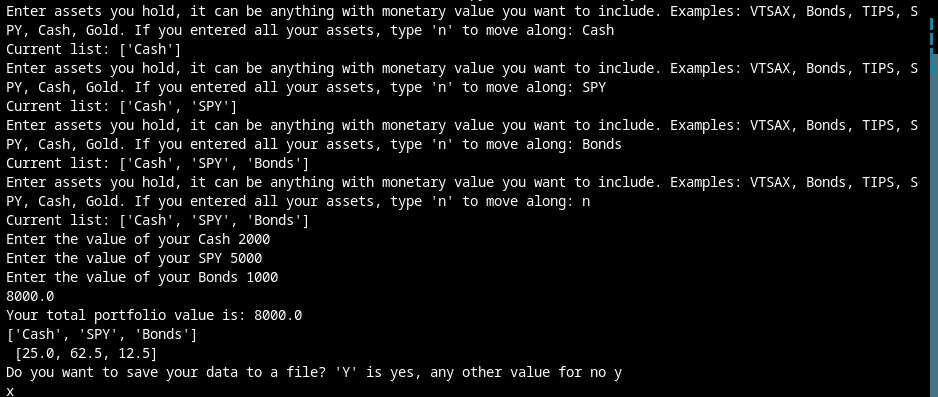 Enter assets you hold, it can be anything with monetary value you want to include. Examples: VTSAX, Bonds, TIPS, S
PY, Cash, Gold. If you entered all your assets, type 'n' to move along: Cash
Current list: ['Cash']
Enter assets you hold, it can be anything with monetary value you want to include. Examples: VTSAX, Bonds, TIPS, S
PY, Cash, Gold. If you entered all your assets, type 'n' to move along: SPY
Current list: ['Cash', 'SPY']
Enter assets you hold, it can be anything with monetary value you want to include. Examples: VTSAX, Bonds, TIPS, S
PY, Cash, Gold. If you entered all your assets, type 'n' to move along: Bonds
Current list: ['Cash', 'SPY', 'Bonds']
Enter assets you hold, it can be anything with monetary value you want to include. Examples: VTSAX, Bonds, TIPS, S
PY, Cash, Gold. If you entered all your assets, type 'n' to move along: n
Current list: ['Cash', 'SPY', 'Bonds']
Enter the value of your Cash 2000
Enter the value of your SPY 5000
Enter the value of your Bonds 1000
8000.0
Your total portfolio value is: 8000.0
['Cash', 'SPY', 'Bonds']
 [25.0, 62.5, 12.5]
Do you want to save your data to a file? 'Y' is yes, any other value for no y
x